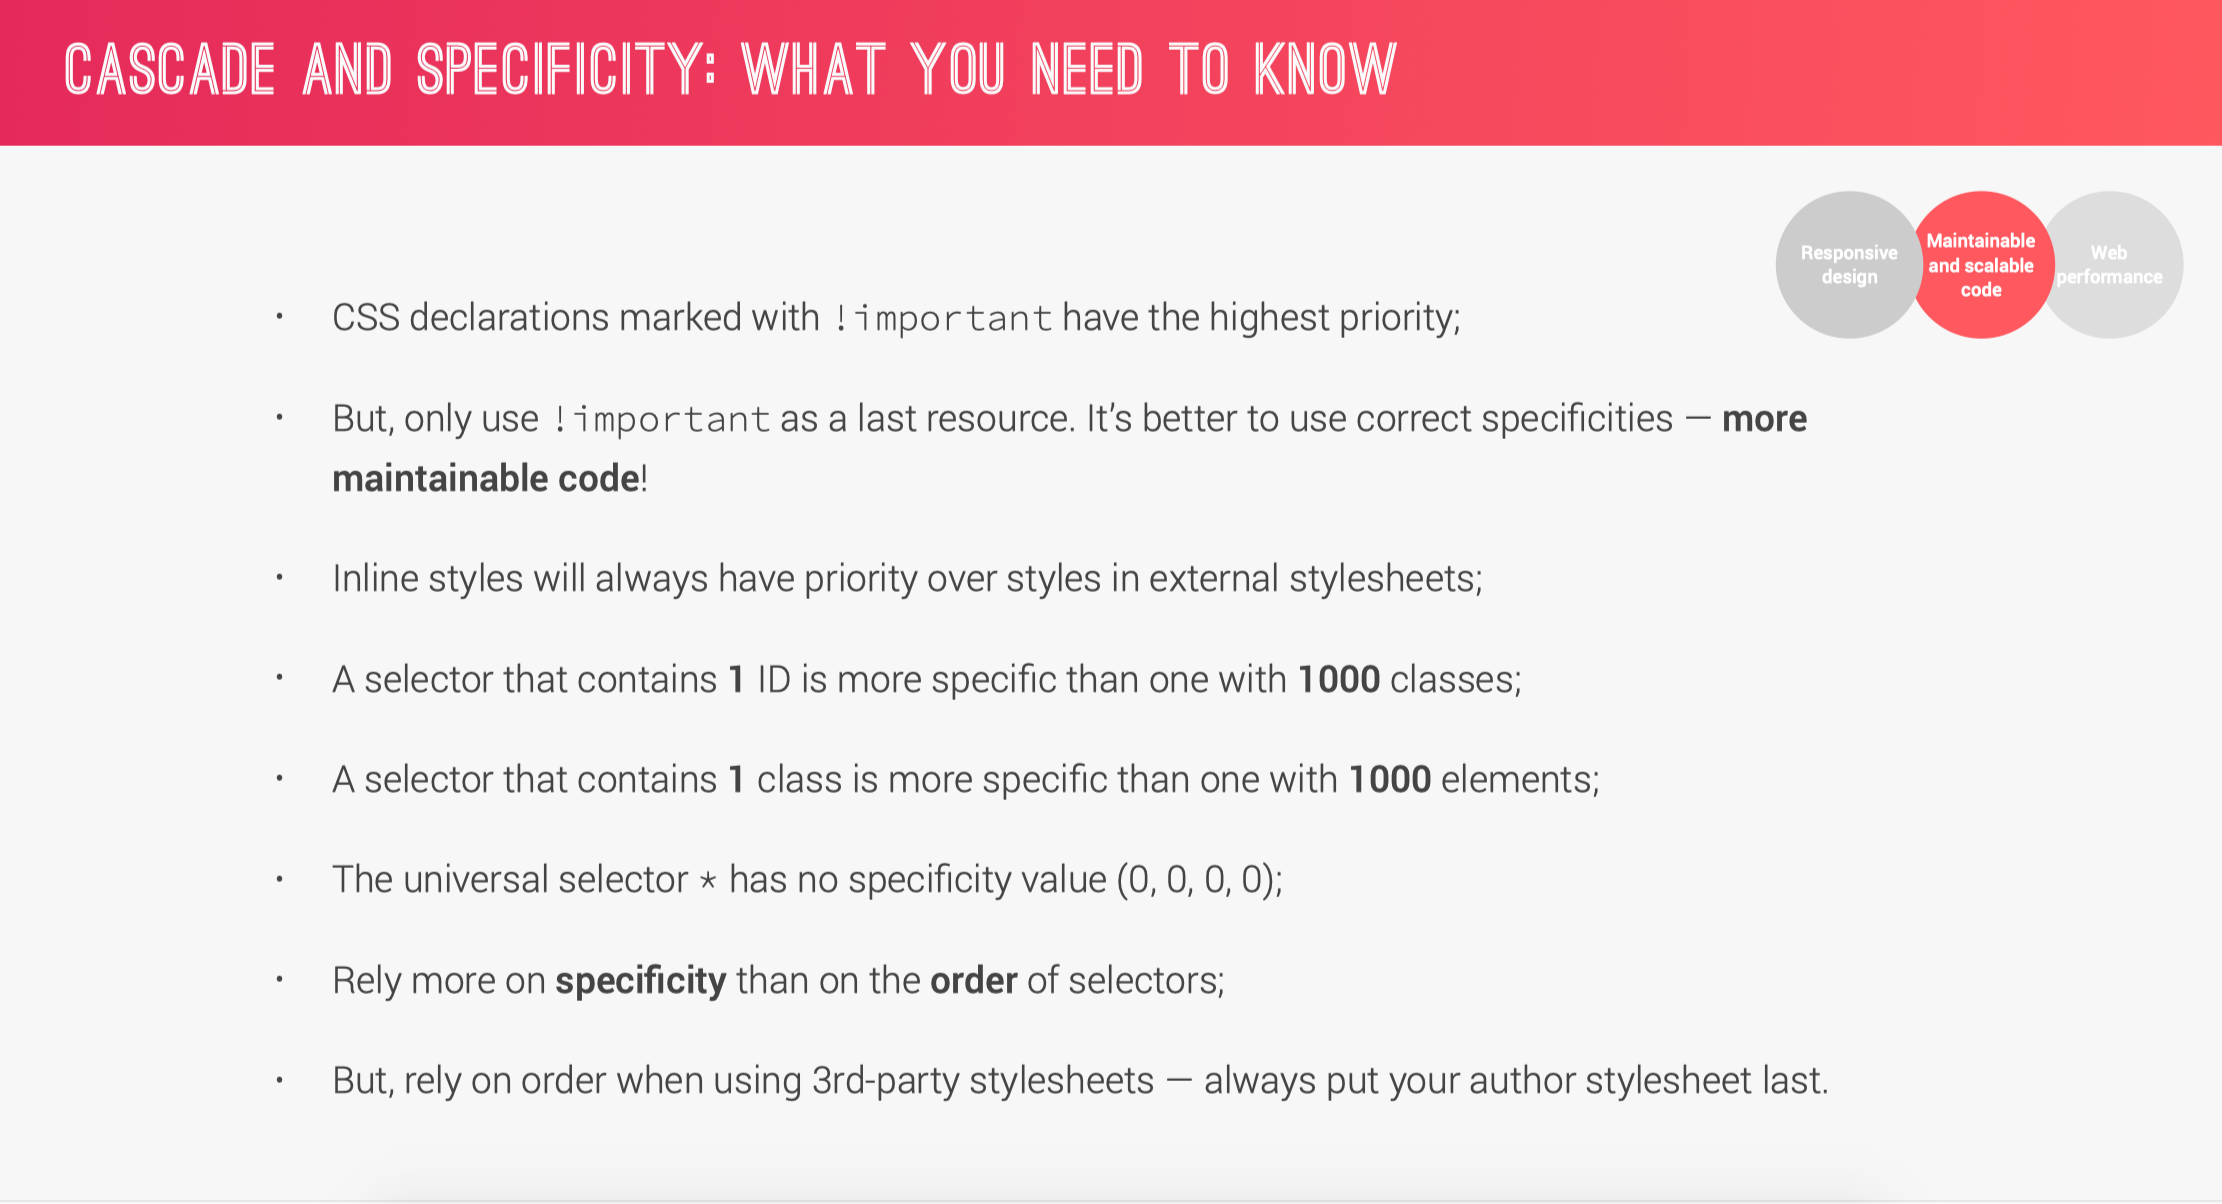 CASCADE AND SPECIFICITY: WHAT YOU NEED TO KNOW
Responsive
design
Maintainable
and scalable
code
Web
performance
• CSS declarations marked with !important have the highest priority;
• But, only use !important as a last resource. It’s better to use correct specificities — more
maintainable code!
• Inline styles will always have priority over styles in external stylesheets;
• A selector that contains 1 ID is more specific than one with 1000 classes;
• A selector that contains 1 class is more specific than one with 1000 elements;
• The universal selector * has no specificity value (0, 0, 0, 0);
• Rely more on specificity than on the order of selectors;
• But, rely on order when using 3rd-party stylesheets — always put your author stylesheet last.